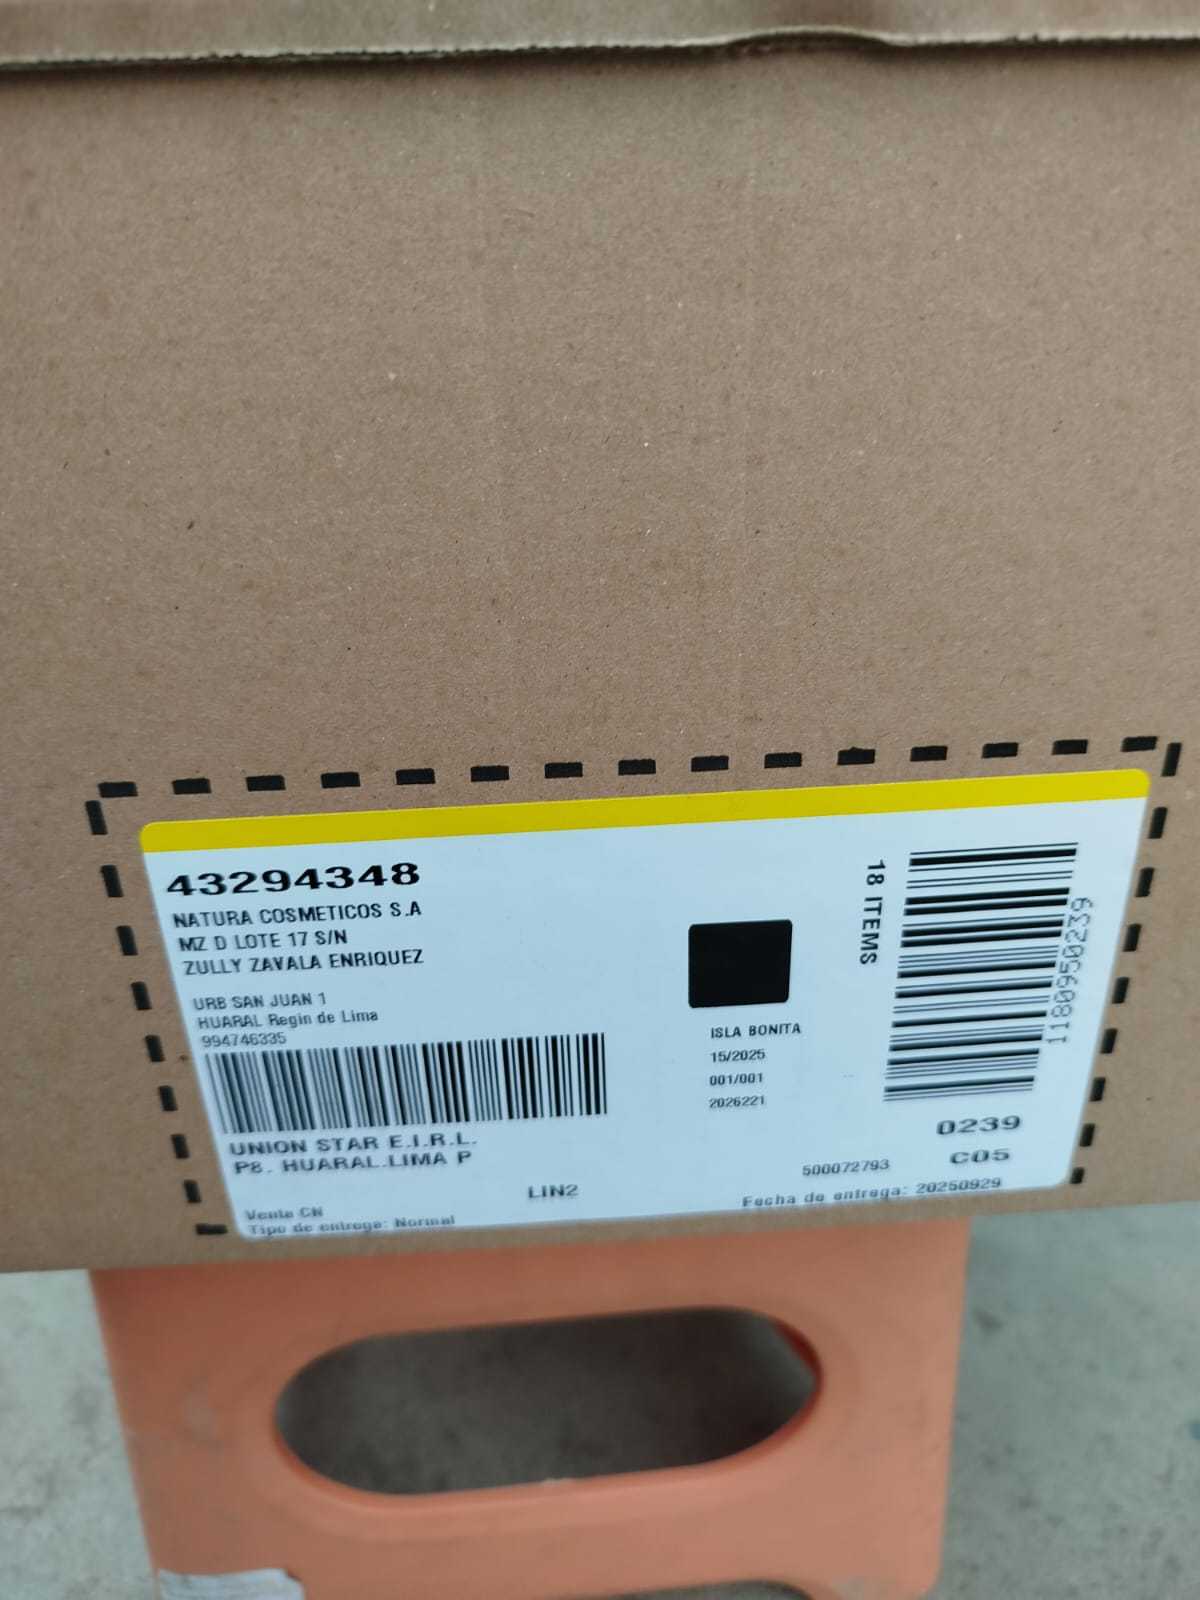 43294348
NATURA COSMETICOS S.A
MZ D LOTE 17 S/N
ZULLY ZAVALA ENRIQUEZ
URB SAN JUAN 1
HUARAL Regin de Lima
994746335
UNION STAR E.I.R.L.
P8. HUARAL.LIMA P
LIN2
Venta CN
Tipo de entrega: Normal
ISLA BONITA
15/2025
001/001
2026221
18 ITEMS
1180950239
0239
C05
500072793
Fecha de entrega: 20250929